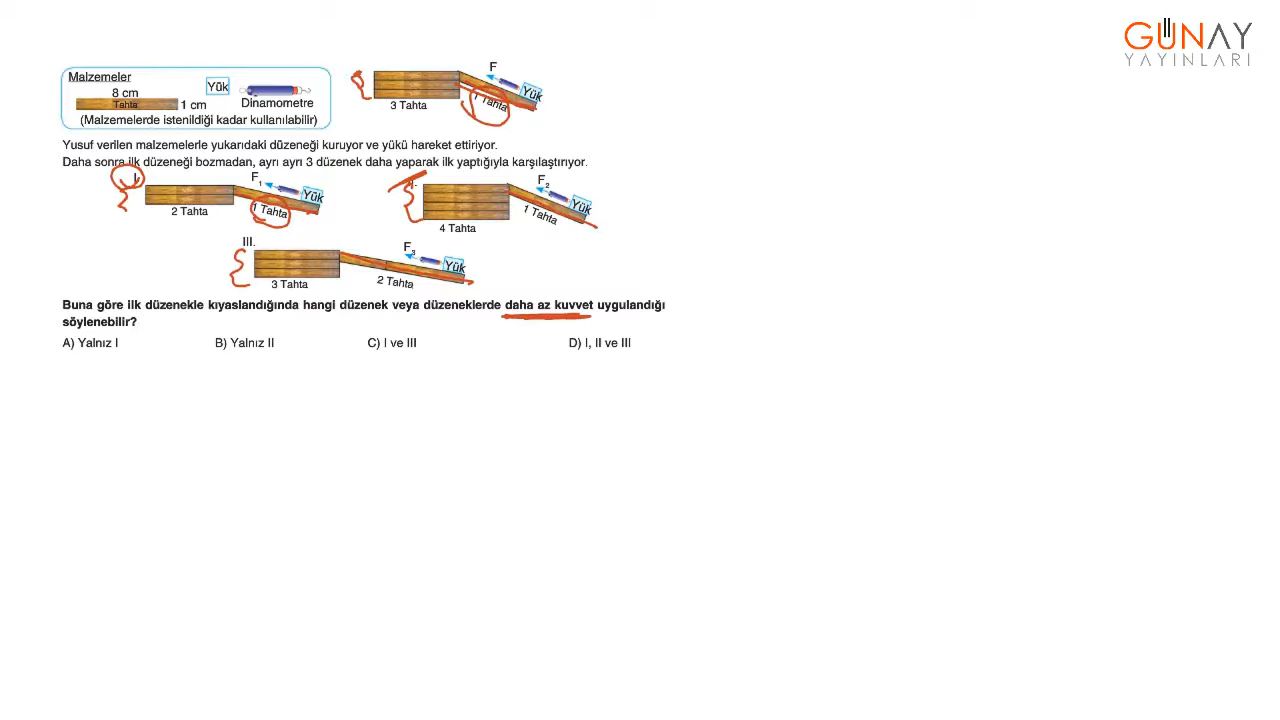 GÜNAY
YAYINLARI
Malzemeler
8 cm
Tahta
1 cm
Yük
Dinamometre
(Malzemelerde istenildiği kadar kullanılabilir)
F
Yük
3 Tahta
1 Tahta
Yusuf verilen malzemelerle yukarıdaki düzeneği kuruyor ve yükü hareket ettiriyor.
Daha sonra ilk düzeneği bozmadan, ayrı ayrı 3 düzenek daha yaparak ilk yaptığıyla karşılaştırıyor.
I.
F1
Yük
2 Tahta
1 Tahta
F2
Yük
4 Tahta
1 Tahta
III.
F3
Yük
3 Tahta
2 Tahta
Buna göre ilk düzenekle kıyaslandığında hangi düzenek veya düzeneklerde daha az kuvvet uygulandığı
söylenebilir?
A) Yalnız I
B) Yalnız II
C) I ve III
D) I, II ve III